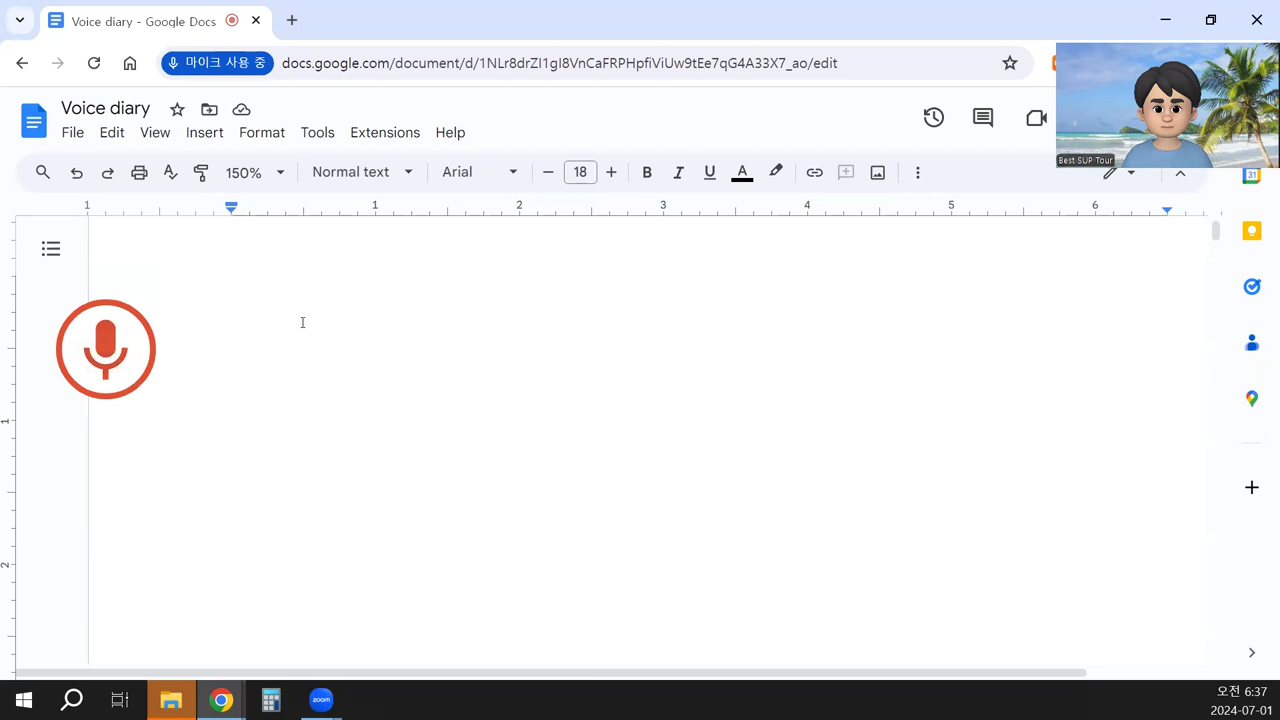 Voice diary - Google Docs
마이크 사용 중
docs.google.com/document/d/1NLr8drZI1gI8VnCaFRPHpfiViUw9tEe7qG4A33X7_ao/edit
Voice diary
File Edit View Insert Format Tools Extensions Help
Best SUP Tour
150% Normal text Arial 18 B I U A
31
1 1 2 3 4 5 6
1
2
zoom
오전 6:37
2024-07-01